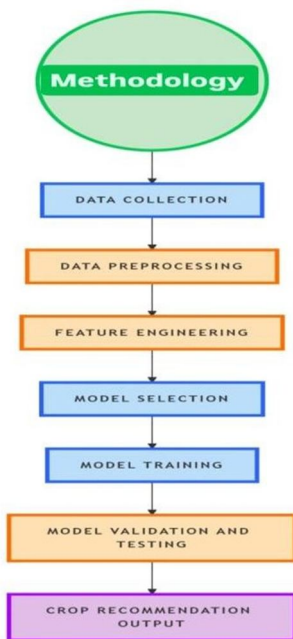 Methodology
DATA COLLECTION
DATA PREPROCESSING
FEATURE ENGINEERING
MODEL SELECTION
MODEL TRAINING
MODEL VALIDATION AND
TESTING
CROP RECOMMENDATION
OUTPUT